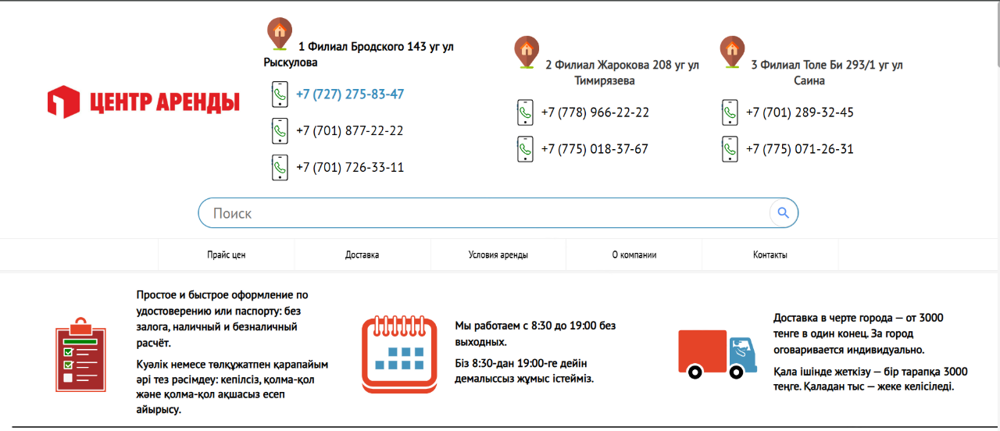 ЦЕНТР АРЕНДЫ
1 Филиал Бродского 143 уг ул
Рыскулова
+7 (727) 275-83-47
+7 (701) 877-22-22
+7 (701) 726-33-11
2 Филиал Жарокова 208 уг ул
Тимирязева
+7 (778) 966-22-22
+7 (775) 018-37-67
3 Филиал Толе Би 293/1 уг ул
Саина
+7 (701) 289-32-45
+7 (775) 071-26-31
Поиск
Прайс цен
Доставка
Условия аренды
О компании
Контакты
Простое и быстрое оформление по
удостоверению или паспорту: без
залога, наличный и безналичный
расчёт.
Куәлік немесе төлқұжатпен қарапайым
әрі тез рәсімдеу: кепілсіз, қолма-қол
және қолма-қол ақшасыз есеп
айырысу.
Мы работаем с 8:30 до 19:00 без
выходных.
Біз 8:30-дан 19:00-ге дейін
демалыссыз жұмыс істейміз.
Доставка в черте города — от 3000
тенге в один конец. За город
оговаривается индивидуально.
Қала ішінде жеткізу — бір тарапқа 3000
теңге. Қаладан тыс — жеке келісіледі.